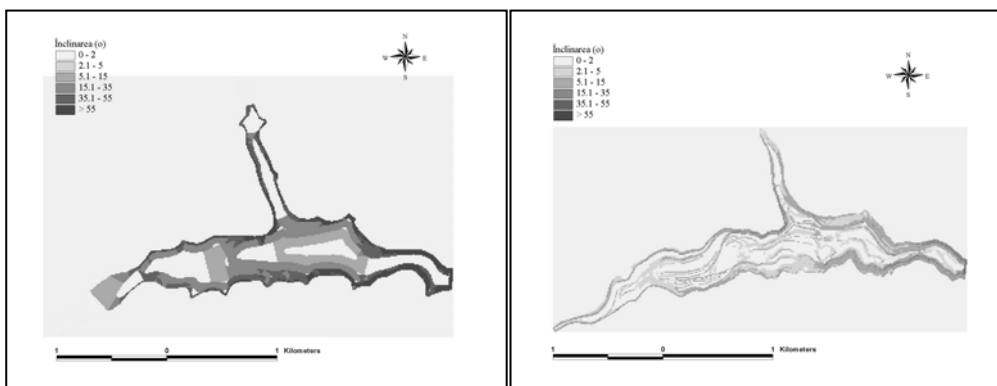 Înclinarea (o)
0 - 2
2.1 - 5
5.1 - 15
15.1 - 35
35.1 - 55
> 55
N
W E
S
1 0 1 Kilometers
Înclinarea (o)
0 - 2
2.1 - 5
5.1 - 15
15.1 - 35
35.1 - 55
> 55
N
W E
S
1 0 1 Kilometers